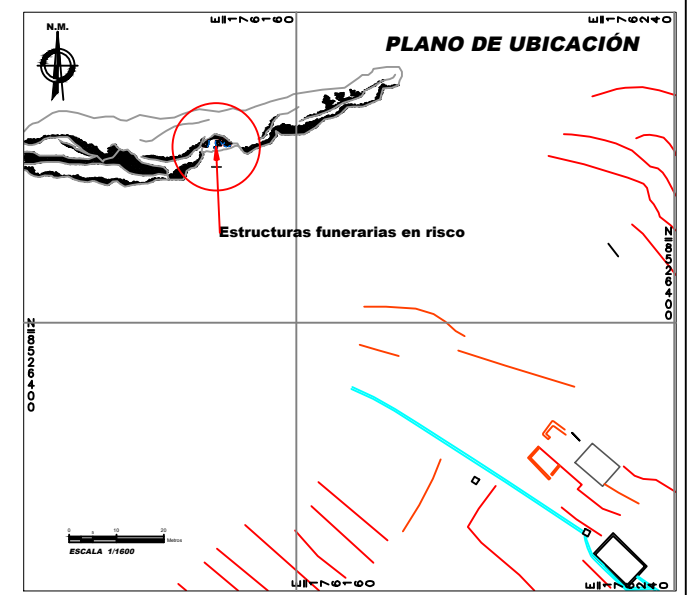 E=176160
E=176240
N.M.
PLANO DE UBICACIÓN
Estructuras funerarias en risco
N=8526400
N=8526400
0 5 10 20
Metros
ESCALA 1/1600
E=176160
E=176240